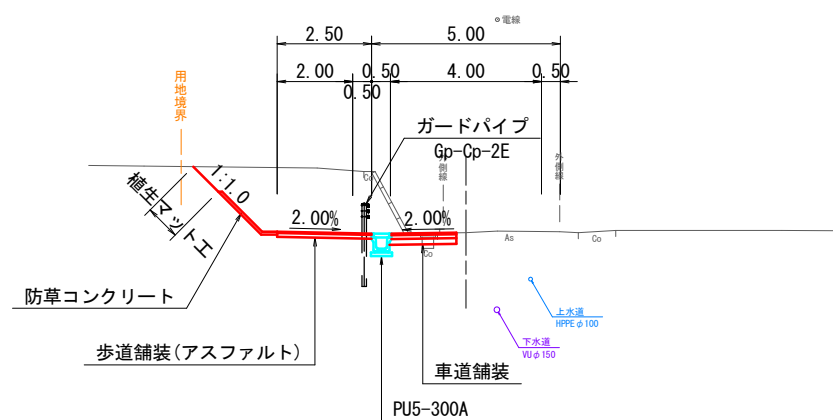 電線
2.50
5.00
2.00
0.50
0.50
4.00
0.50
用地境界
ガードパイプ
Gp-Cp-2E
外側線
外側線
Co
1:1.0
植生マット工
2.00%
2.00%
As
Co
Co
防草コンクリート
上水道
HPPEφ100
歩道舗装(アスファルト)
下水道
VUφ150
車道舗装
PU5-300A